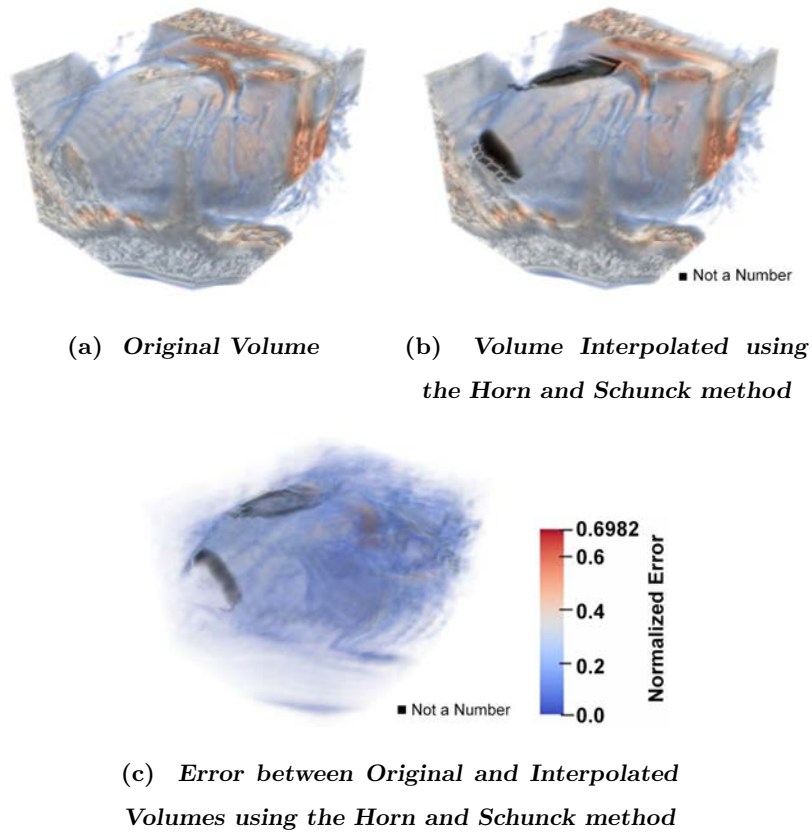 ■ Not a Number
(a) Original Volume
(b) Volume Interpolated using
the Horn and Schunck method
0.6982
0.6
0.4
0.2
0.0
Normalized Error
■ Not a Number
(c) Error between Original and Interpolated
Volumes using the Horn and Schunck method